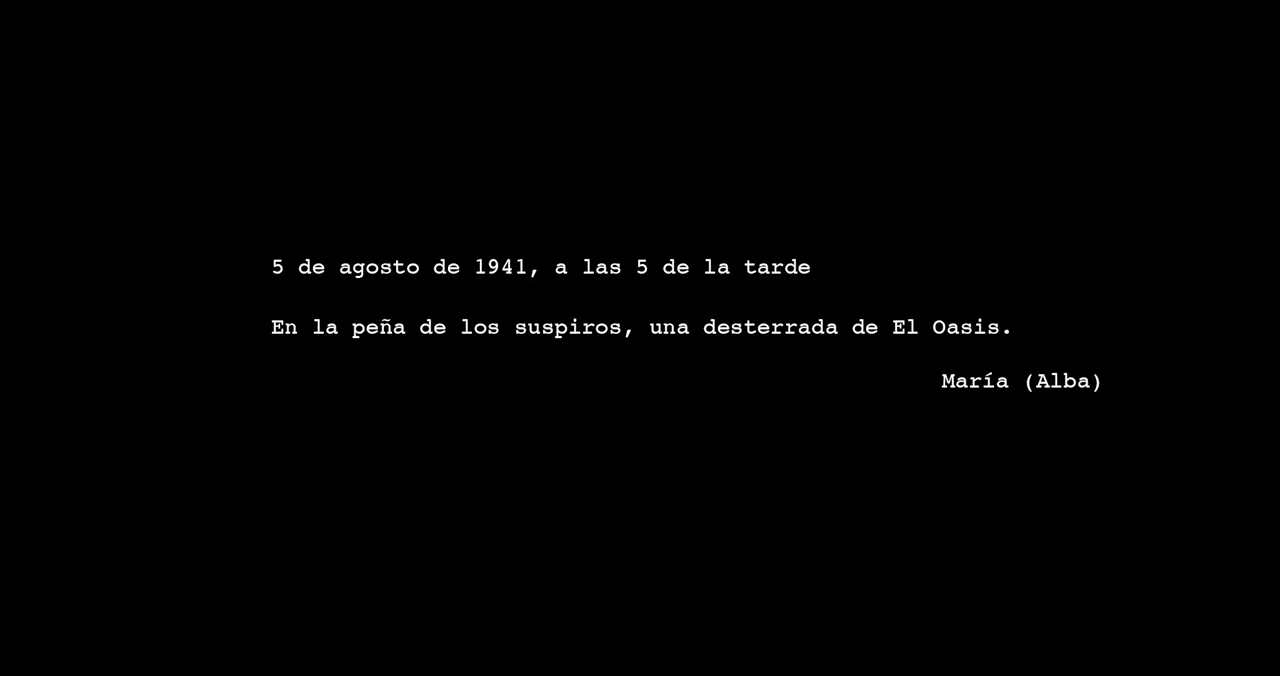 5 de agosto de 1941, a las 5 de la tarde
En la peña de los suspiros, una desterrada de El Oasis.
María (Alba)